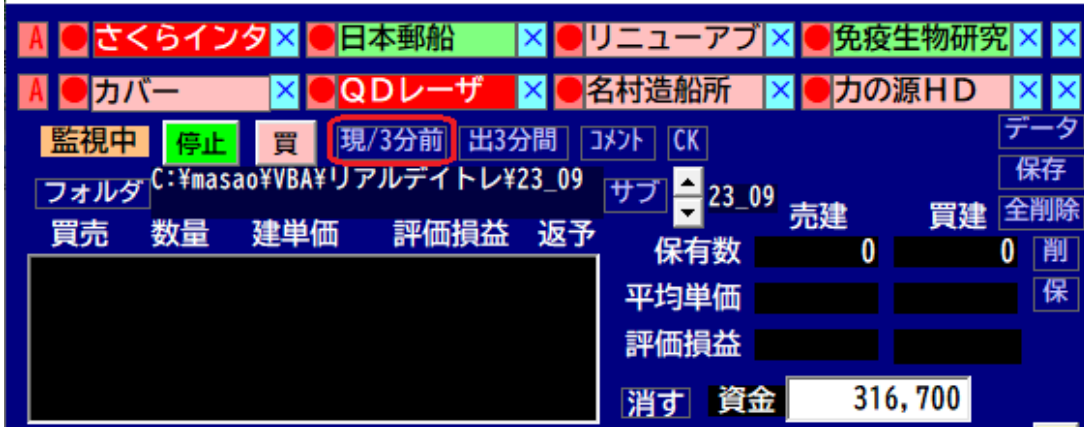 A ●さくらインタ × ●日本郵船 × ●リニューアブ × ●免疫生物研究 × ×
A ●カバー × ●QDレーザ × ●名村造船所 × ●力の源HD × ×
監視中 停止 買 現/3分前 出3分間 コメント CK データ
フォルダ C:¥masao¥VBA¥リアルデイトレ¥23_09 サブ 23_09 保存
買売 数量 建単価 評価損益 返予 売建 買建 全削除
保有数 0 0 削
平均単価 保
評価損益
消す 資金 316,700